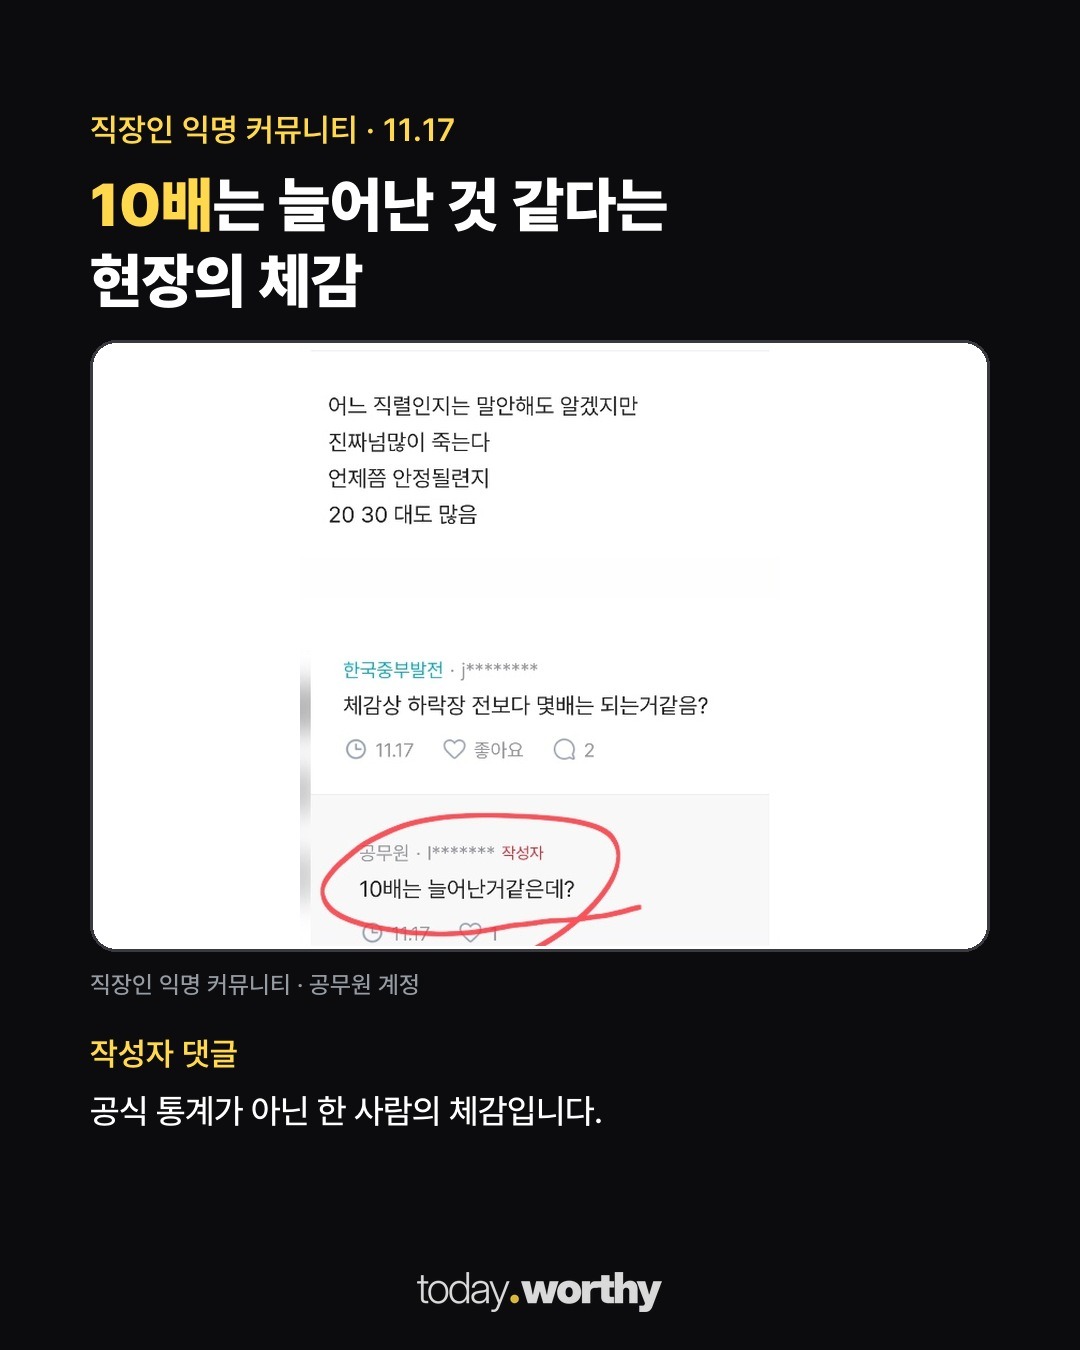 직장인 익명 커뮤니티 · 11.17
10배는 늘어난 것 같다는
현장의 체감
어느 직렬인지는 말안해도 알겠지만
진짜넘많이 죽는다
언제쯤 안정될련지
20 30 대도 많음
한국중부발전 · j********
체감상 하락장 전보다 몇배는 되는거같음?
11.17 좋아요 2
공무원 · l******* 작성자
10배는 늘어난거같은데?
11.17 1
직장인 익명 커뮤니티 · 공무원 계정
작성자 댓글
공식 통계가 아닌 한 사람의 체감입니다.
today.worthy